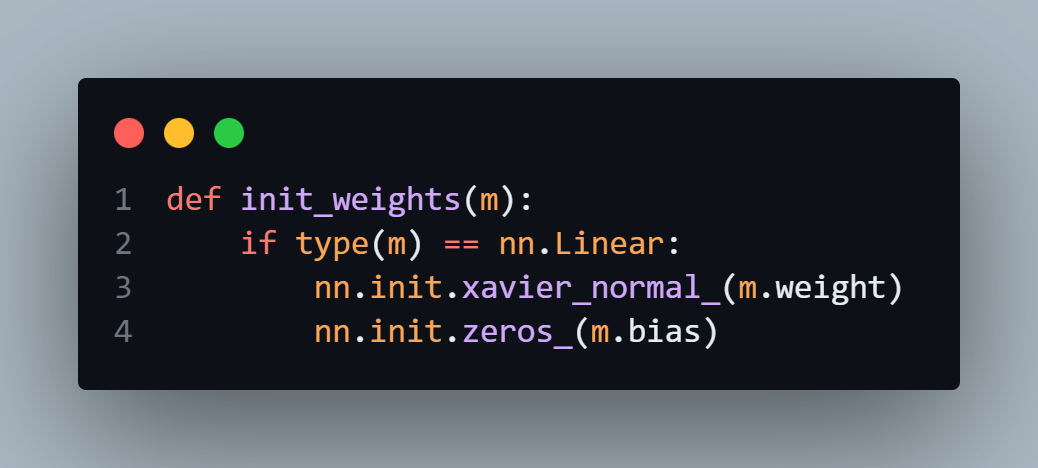 1 def init_weights(m):
2     if type(m) == nn.Linear:
3         nn.init.xavier_normal_(m.weight)
4         nn.init.zeros_(m.bias)